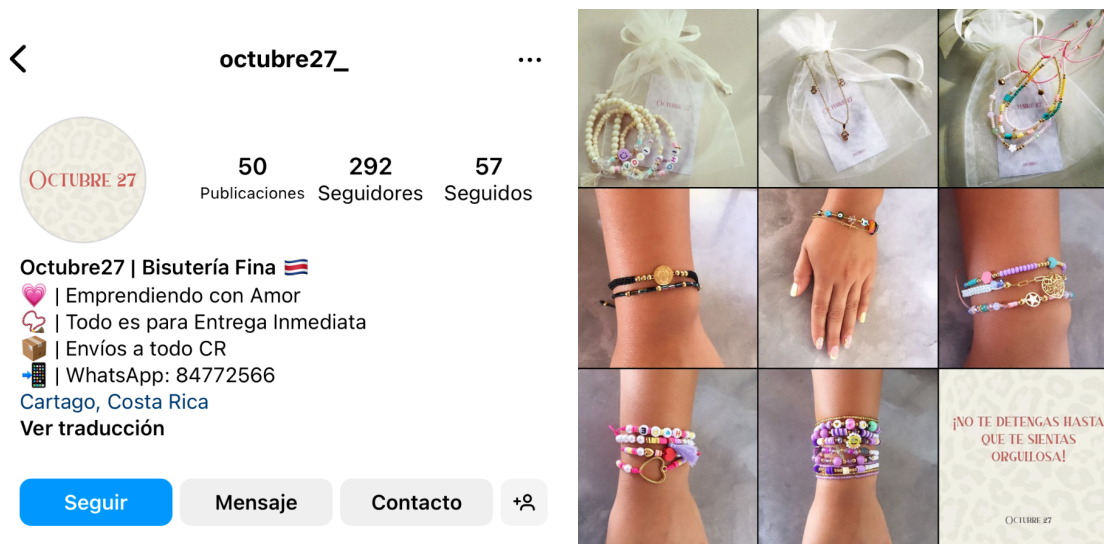 octubre27_
OCTUBRE 27
50
292
57
Publicaciones
Seguidores
Seguidos
Octubre27 | Bisutería Fina 🇨🇷
💗 | Emprendiendo con Amor
📿 | Todo es para Entrega Inmediata
📦 | Envíos a todo CR
📲 | WhatsApp: 84772566
Cartago, Costa Rica
Ver traducción
Seguir
Mensaje
Contacto
OCTUBRE 27
¡NO TE DETENGAS HASTA
QUE TE SIENTAS
ORGULLOSA!
OCTUBRE 27